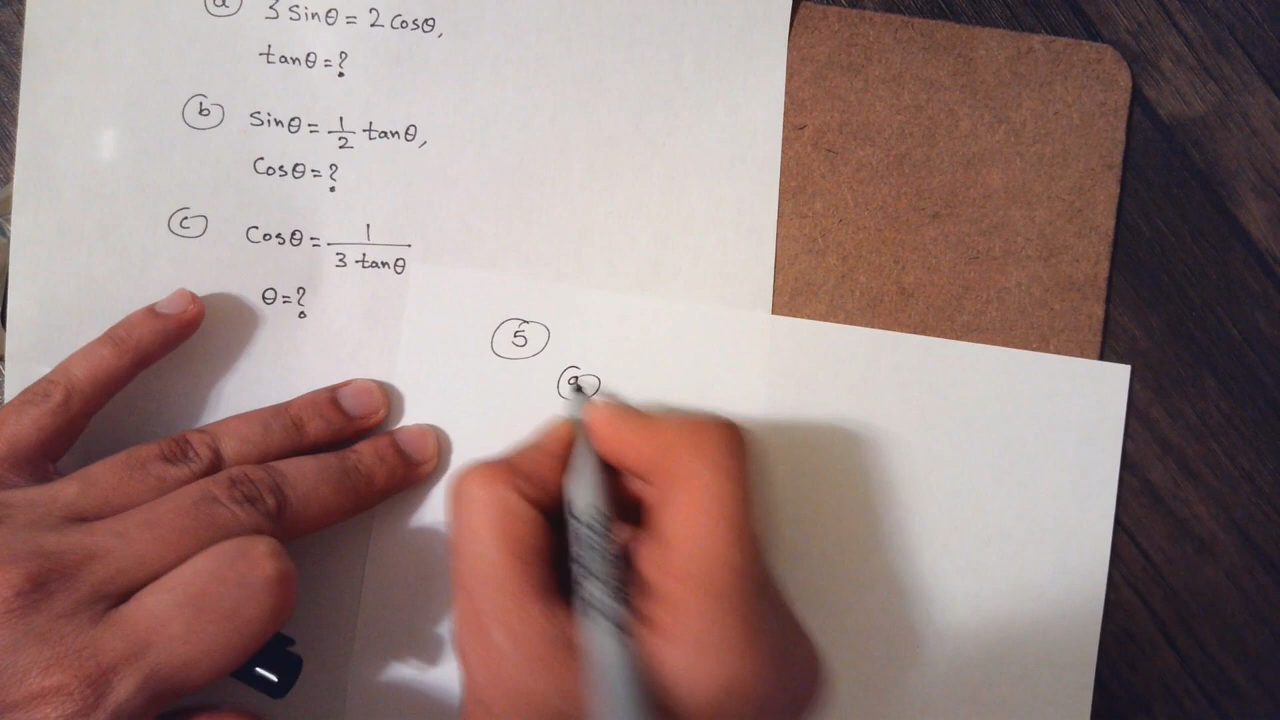 a 3 Sinθ = 2 Cosθ,
tanθ = ?
b Sinθ = 1/2 tanθ,
Cosθ = ?
c Cosθ = 1/(3 tanθ)
θ = ?
5
a